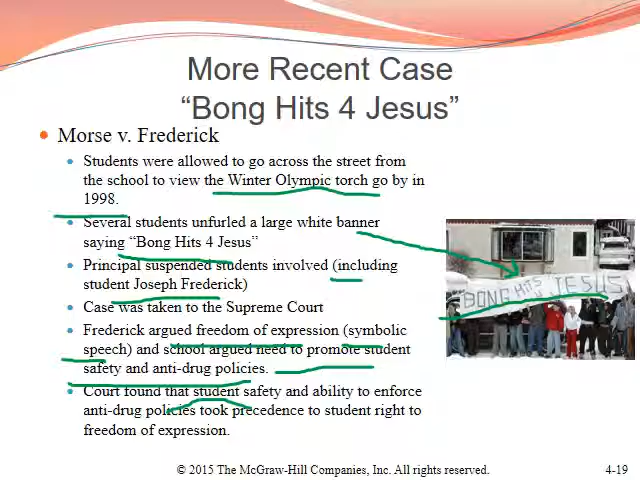 More Recent Case
“Bong Hits 4 Jesus”
• Morse v. Frederick
• Students were allowed to go across the street from
the school to view the Winter Olympic torch go by in
1998.
• Several students unfurled a large white banner
saying “Bong Hits 4 Jesus”
• Principal suspended students involved (including
student Joseph Frederick)
• Case was taken to the Supreme Court
• Frederick argued freedom of expression (symbolic
speech) and school argued need to promote student
safety and anti-drug policies.
• Court found that student safety and ability to enforce
anti-drug policies took precedence to student right to
freedom of expression.
BONG HITS JESUS
© 2015 The McGraw-Hill Companies, Inc. All rights reserved.
4-19